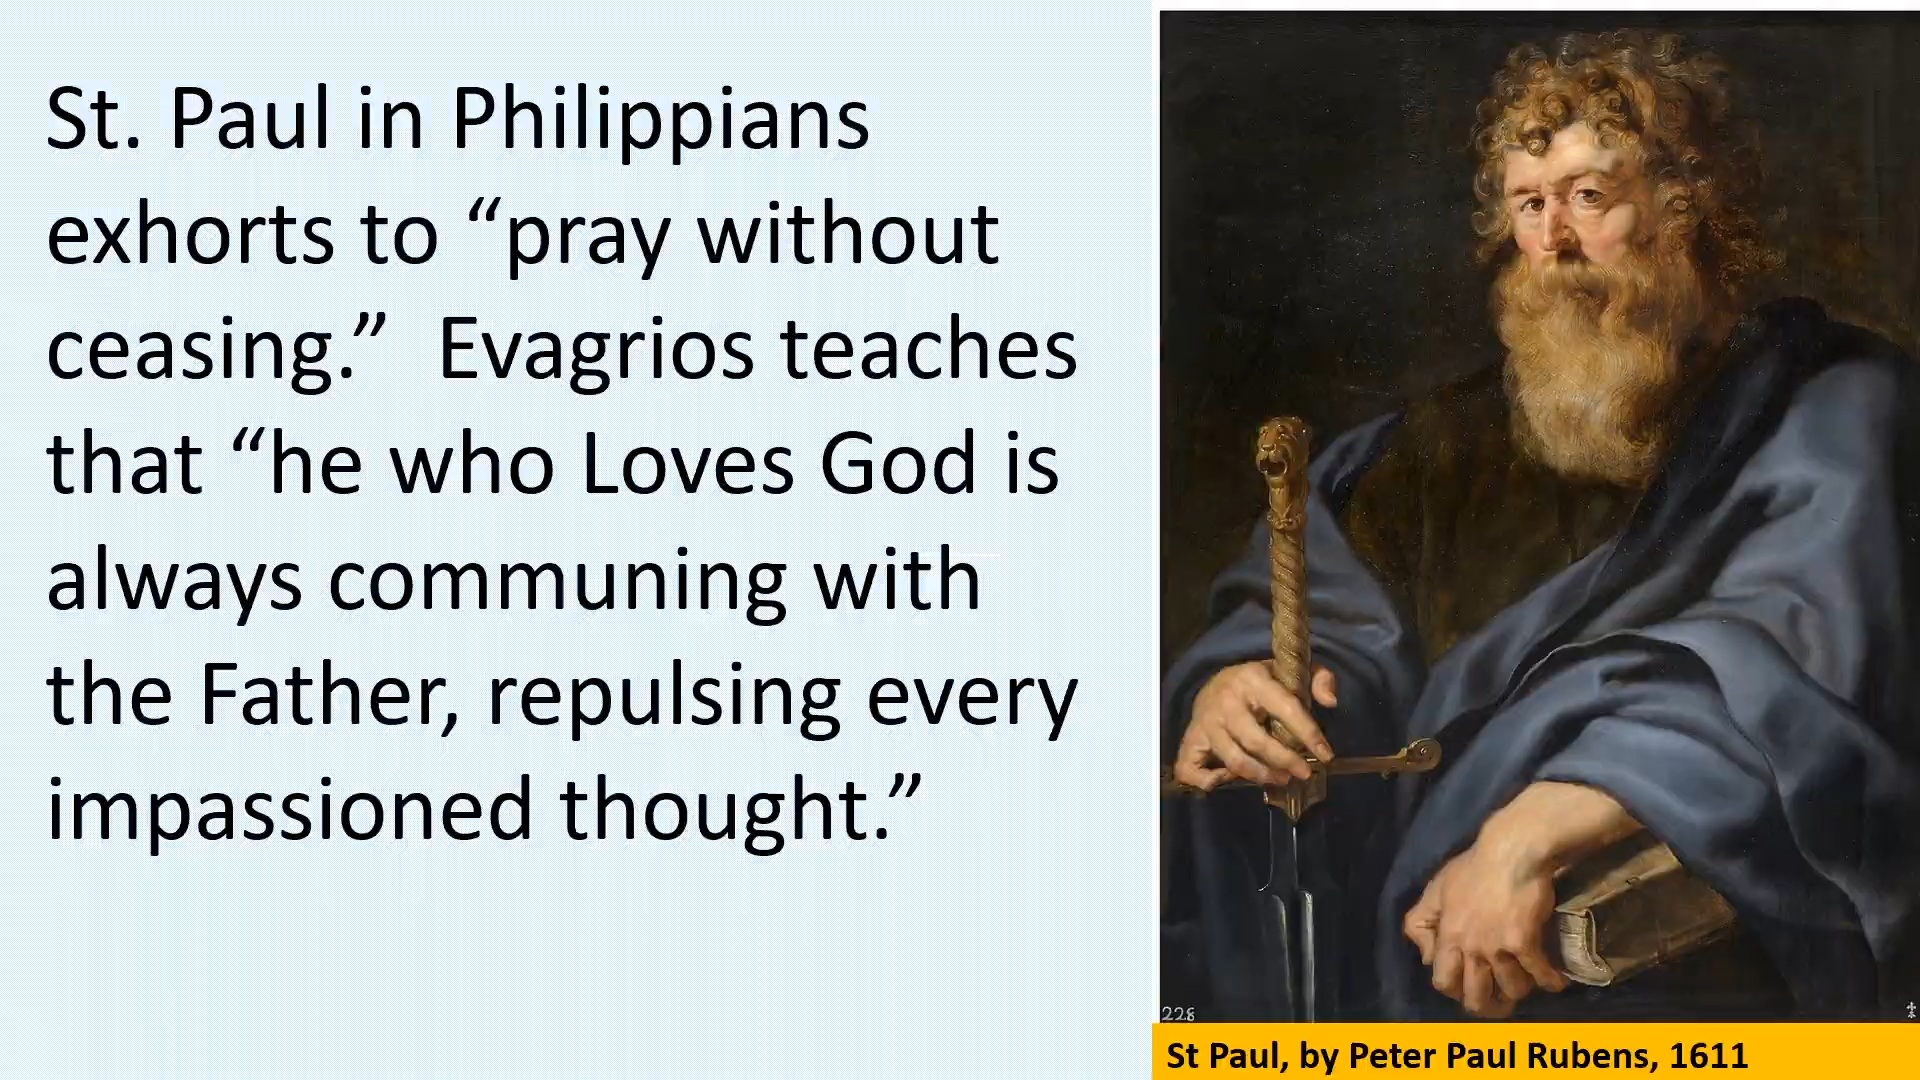 St. Paul in Philippians
exhorts to “pray without
ceasing.”  Evagrios teaches
that “he who Loves God is
always communing with
the Father, repulsing every
impassioned thought.”
228
St Paul, by Peter Paul Rubens, 1611